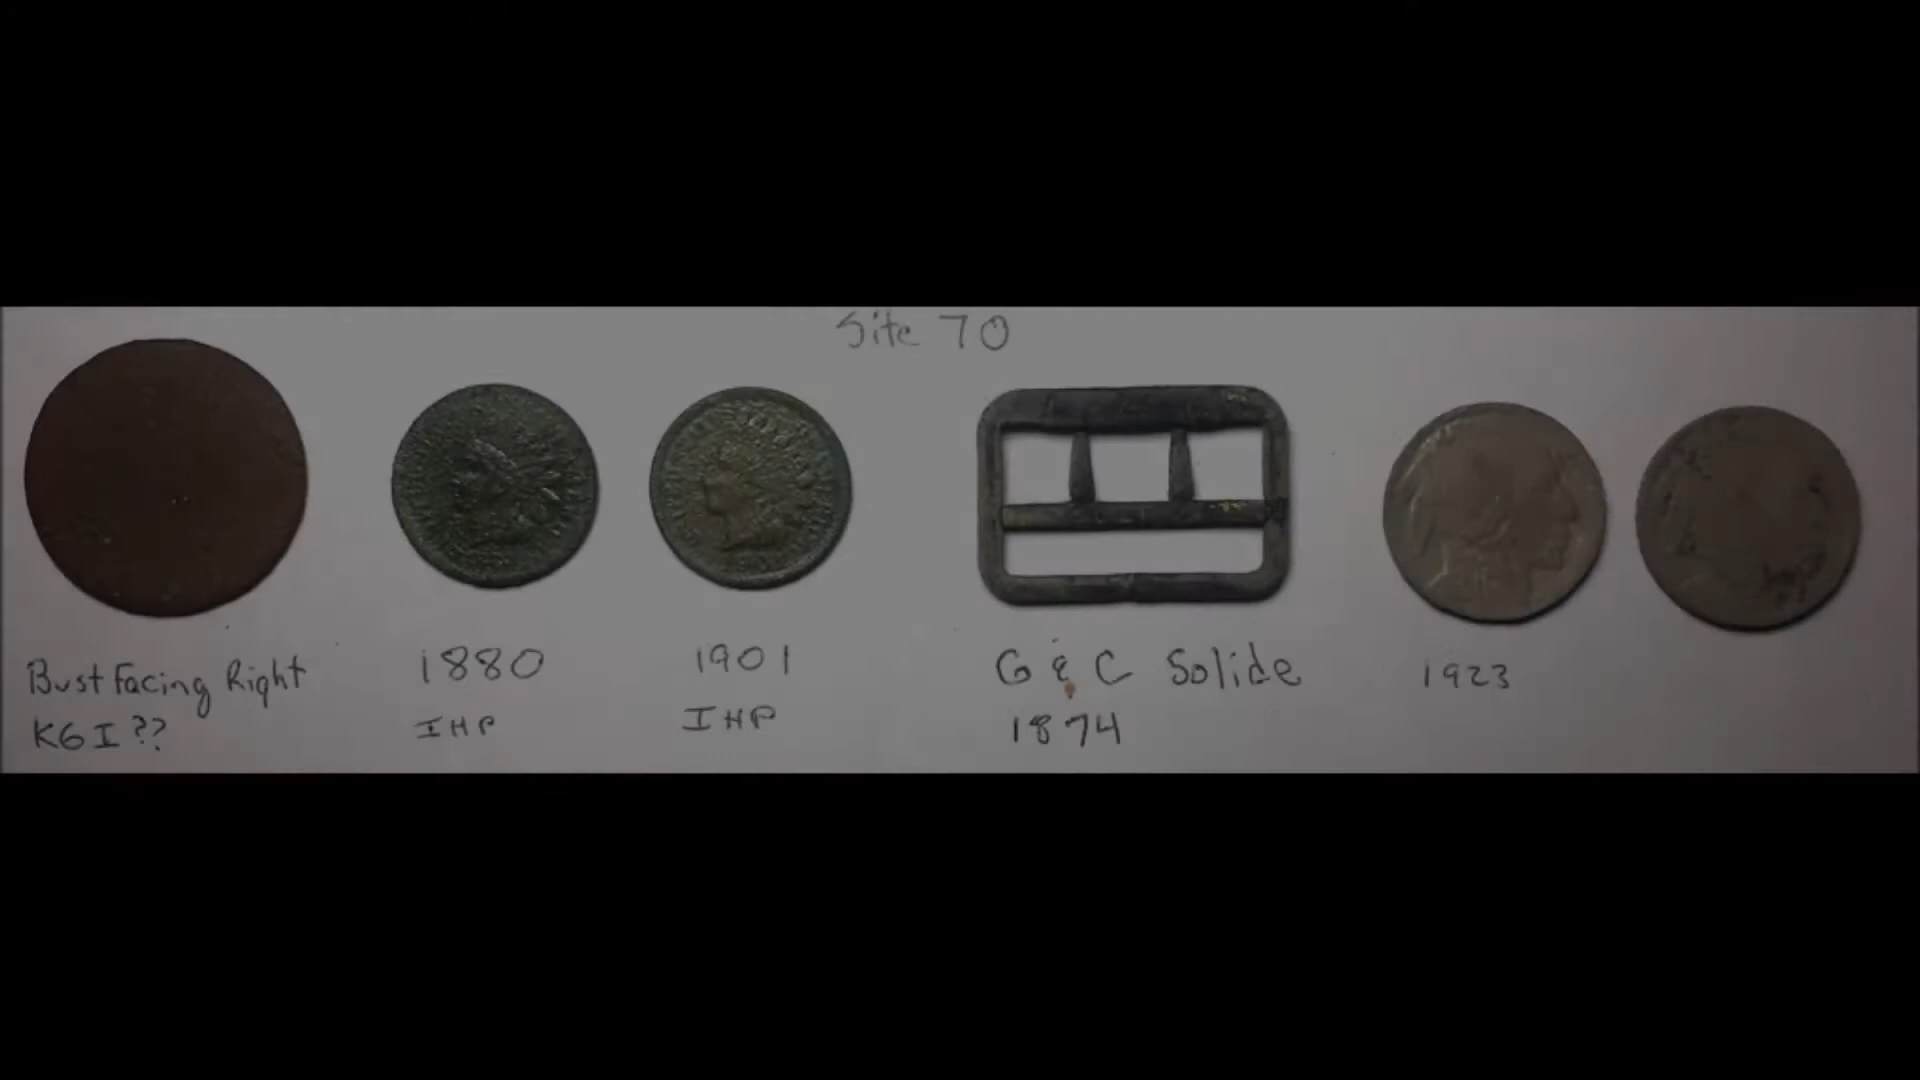 Site 70
Bust Facing Right
KGI??
1880
IHP
1901
IHP
G & C Solide
1874
1923